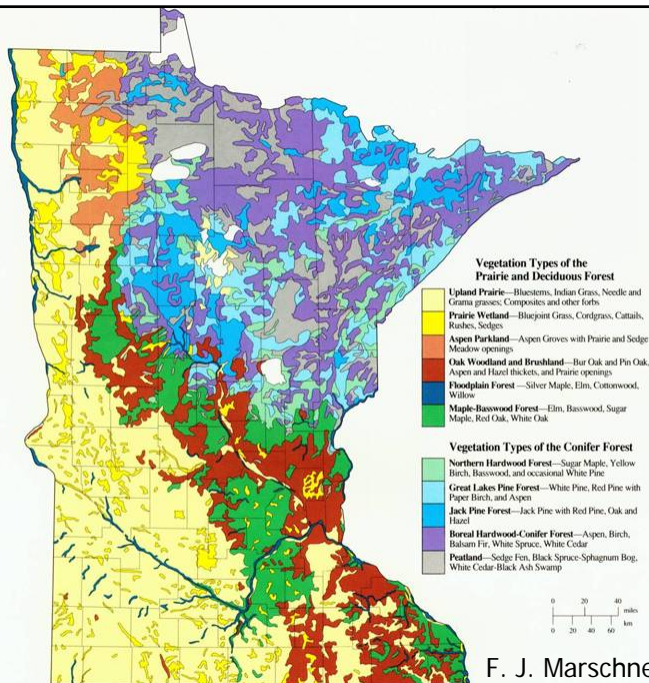 Vegetation Types of the
Prairie and Deciduous Forest
Upland Prairie—Bluestems, Indian Grass, Needle and
Grama grasses; Composites and other forbs
Prairie Wetland—Bluejoint Grass, Cordgrass, Cattails,
Rushes, Sedges
Aspen Parkland—Aspen Groves with Prairie and Sedge
Meadow openings
Oak Woodland and Brushland—Bur Oak and Pin Oak,
Aspen and Hazel thickets, and Prairie openings
Floodplain Forest—Silver Maple, Elm, Cottonwood,
Willow
Maple-Basswood Forest—Elm, Basswood, Sugar
Maple, Red Oak, White Oak
Vegetation Types of the Conifer Forest
Northern Hardwood Forest—Sugar Maple, Yellow
Birch, Basswood, and occasional White Pine
Great Lakes Pine Forest—White Pine, Red Pine with
Paper Birch, and Aspen
Jack Pine Forest—Jack Pine with Red Pine, Oak and
Hazel
Boreal Hardwood-Conifer Forest—Aspen, Birch,
Balsam Fir, White Spruce, White Cedar
Peatland—Sedge Fen, Black Spruce-Sphagnum Bog,
White Cedar-Black Ash Swamp
0 20 40
miles
km
0 20 40 60
F. J. Marschne